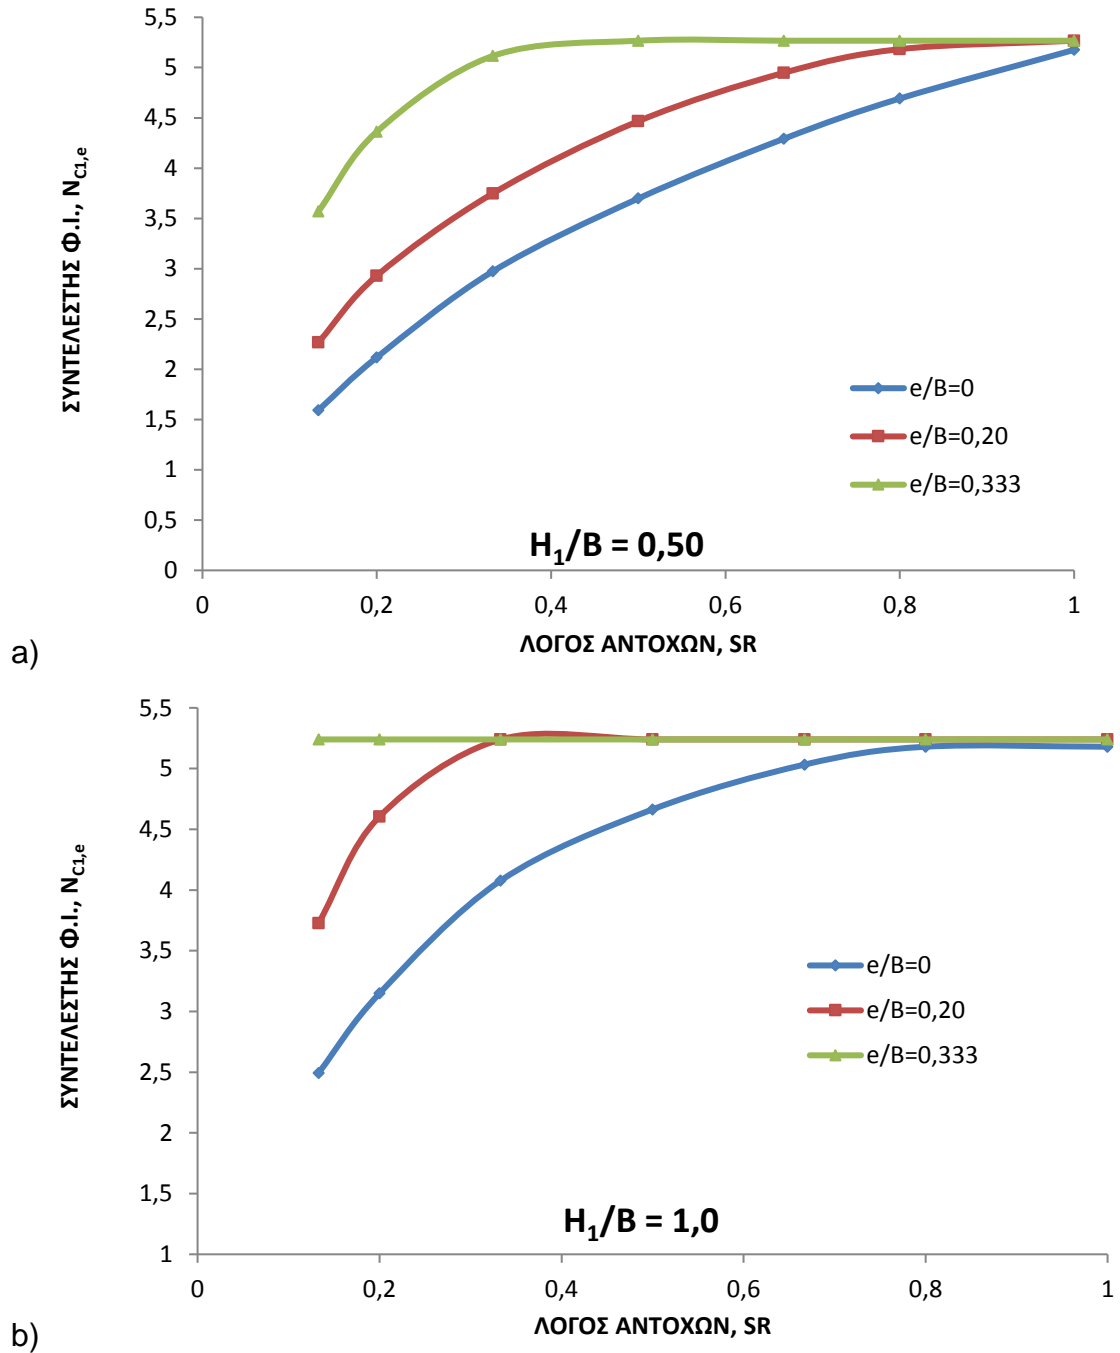 5,5
5
4,5
4
3,5
3
2,5
2
1,5
1
0,5
0
ΣΥΝΤΕΛΕΣΤΗΣ Φ.Ι., N_C1,e
e/B=0
e/B=0,20
e/B=0,333
H₁/B = 0,50
0 0,2 0,4 0,6 0,8 1
ΛΟΓΟΣ ΑΝΤΟΧΩΝ, SR
a)
5,5
5
4,5
4
3,5
3
2,5
2
1,5
1
ΣΥΝΤΕΛΕΣΤΗΣ Φ.Ι., N_C1,e
e/B=0
e/B=0,20
e/B=0,333
H₁/B = 1,0
0 0,2 0,4 0,6 0,8 1
ΛΟΓΟΣ ΑΝΤΟΧΩΝ, SR
b)